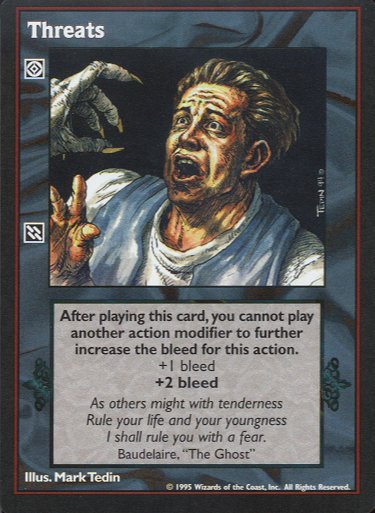 Threats
TEDIN 94 ©
After playing this card, you cannot play
another action modifier to further
increase the bleed for this action.
+1 bleed
+2 bleed
As others might with tenderness
Rule your life and your youngness
I shall rule you with a fear.
Baudelaire, “The Ghost”
Illus. Mark Tedin
© 1995 Wizards of the Coast, Inc. All Rights Reserved.